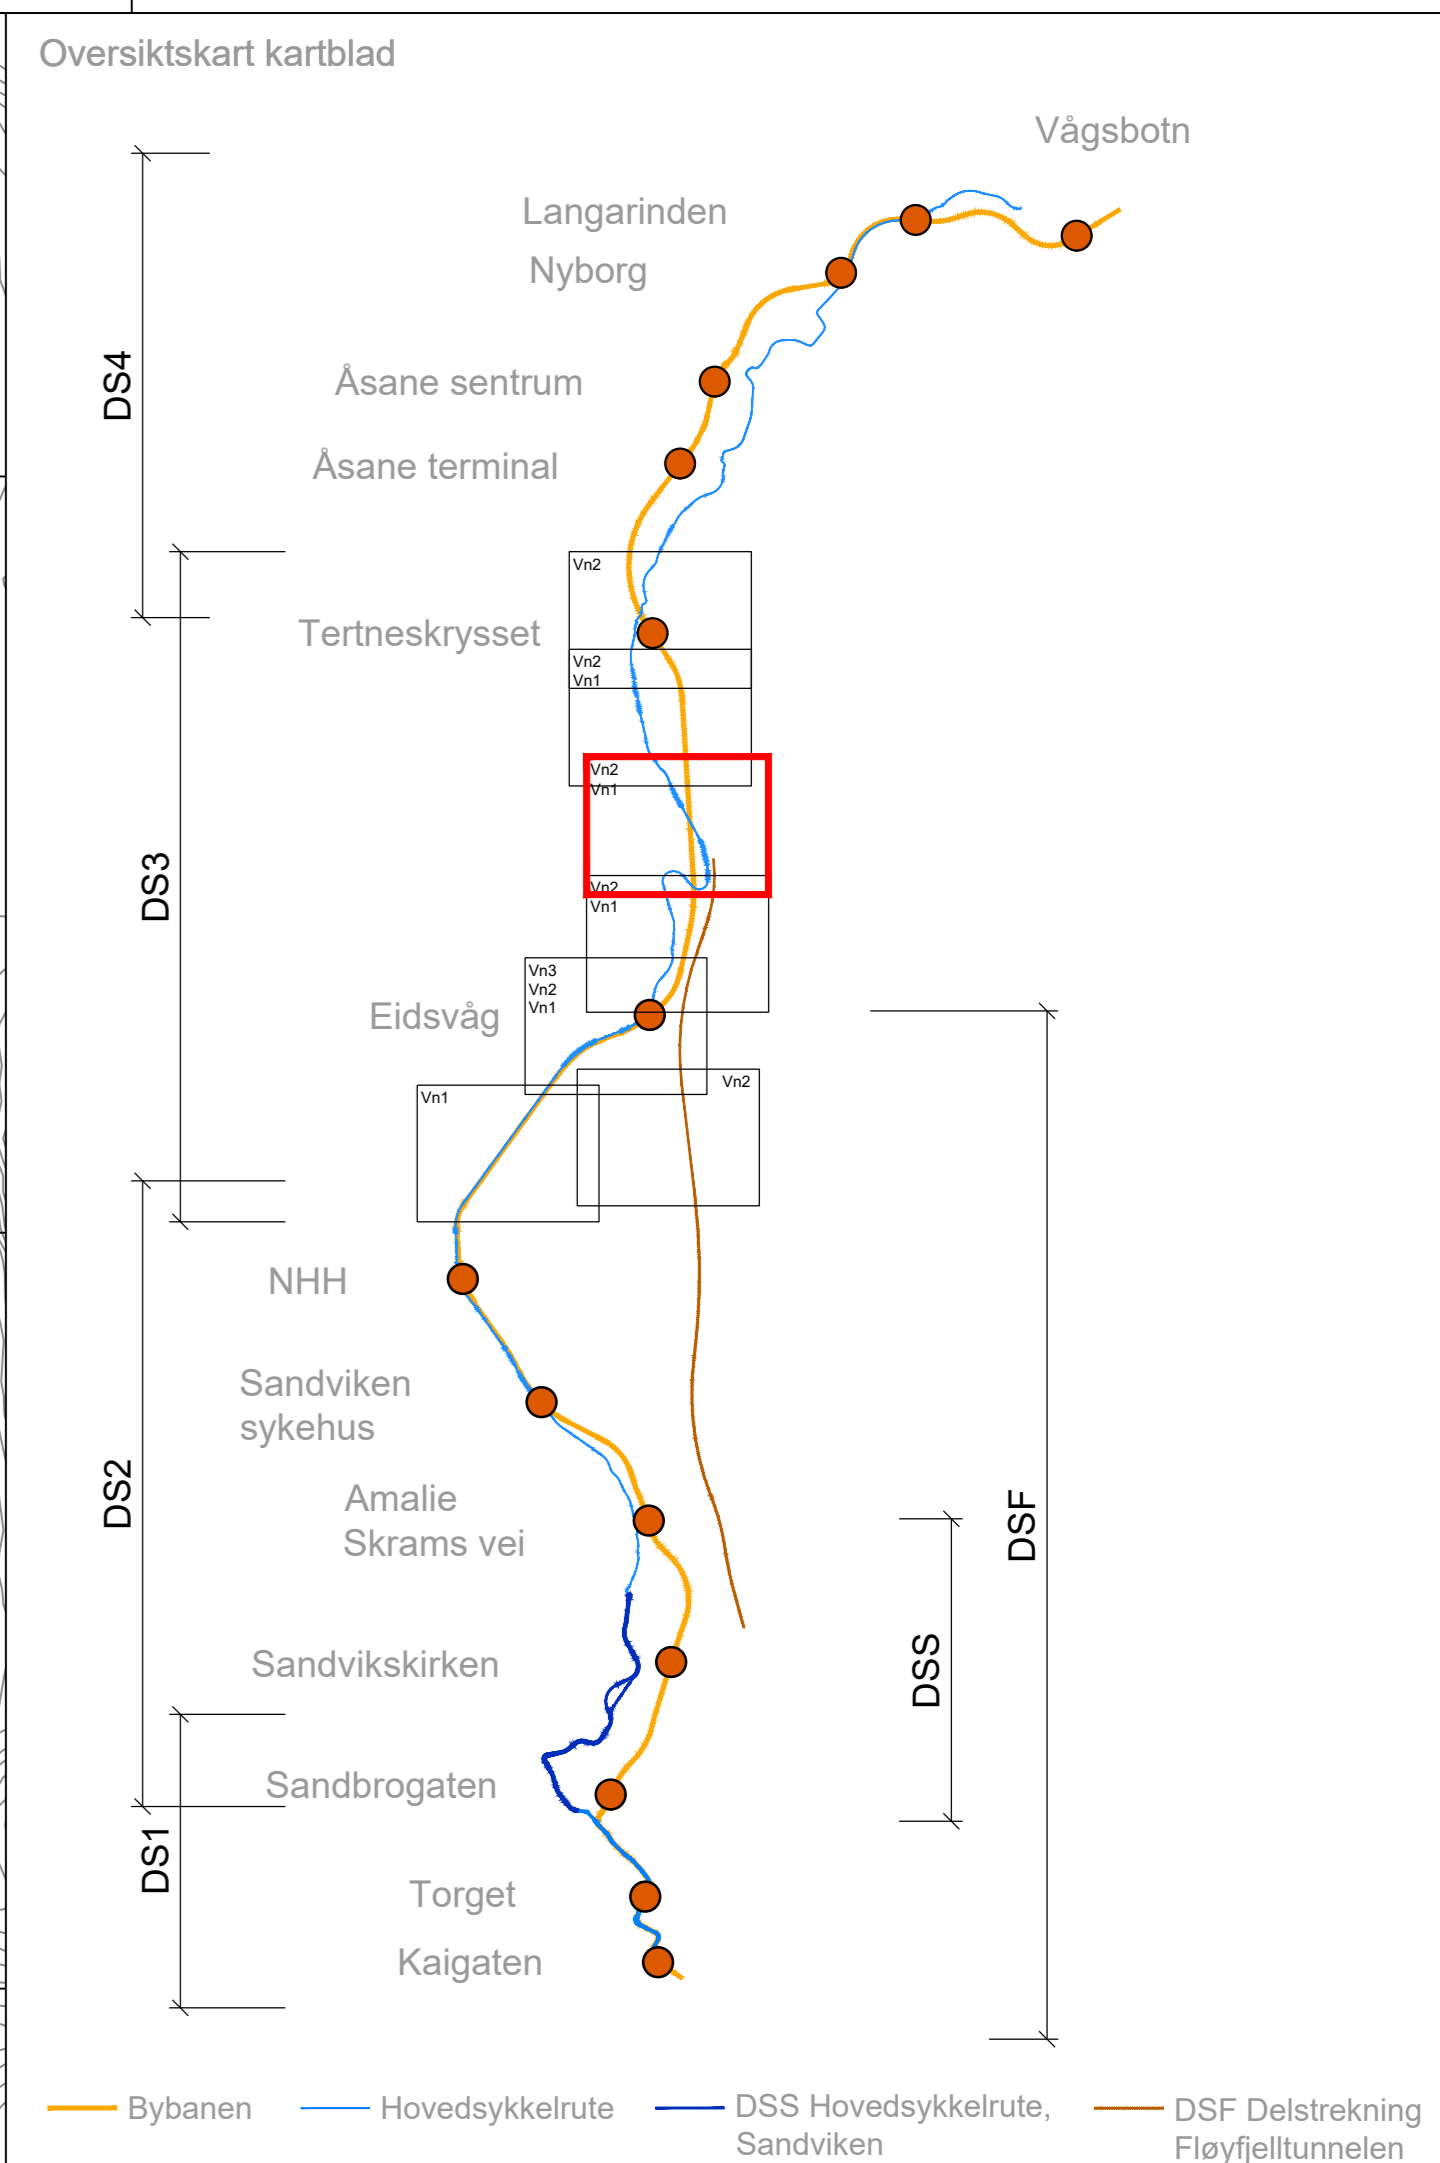 Oversiktskart kartblad
Vågsbotn
Langarinden
Nyborg
DS4
Åsane sentrum
Åsane terminal
Vn2
Tertneskrysset
Vn2
Vn1
Vn2
Vn1
DS3
Vn2
Vn1
Vn3
Vn2
Vn1
Eidsvåg
Vn2
Vn1
NHH
Sandviken
sykehus
DS2
Amalie
Skrams vei
DSF
Sandvikskirken
DSS
Sandbrogaten
DS1
Torget
Kaigaten
Bybanen
Hovedsykkelrute
DSS Hovedsykkelrute,
Sandviken
DSF Delstrekning
Fløyfjelltunnelen